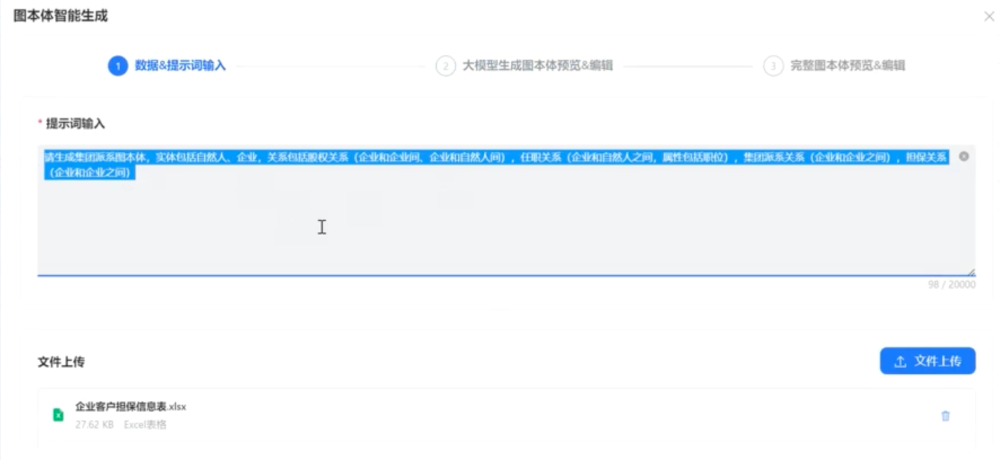 图本体智能生成
1 数据&提示词输入
2 大模型生成图本体预览&编辑
3 完整图本体预览&编辑
* 提示词输入
请生成集团派系图本体，实体包括自然人、企业，关系包括股权关系（企业和企业间、企业和自然人间），任职关系（企业和自然人之间，属性包括职位），集团派系关系（企业和企业之间），担保关系
（企业和企业之间）
98 / 20000
文件上传
文件上传
企业客户担保信息表.xlsx
27.62 KB Excel表格